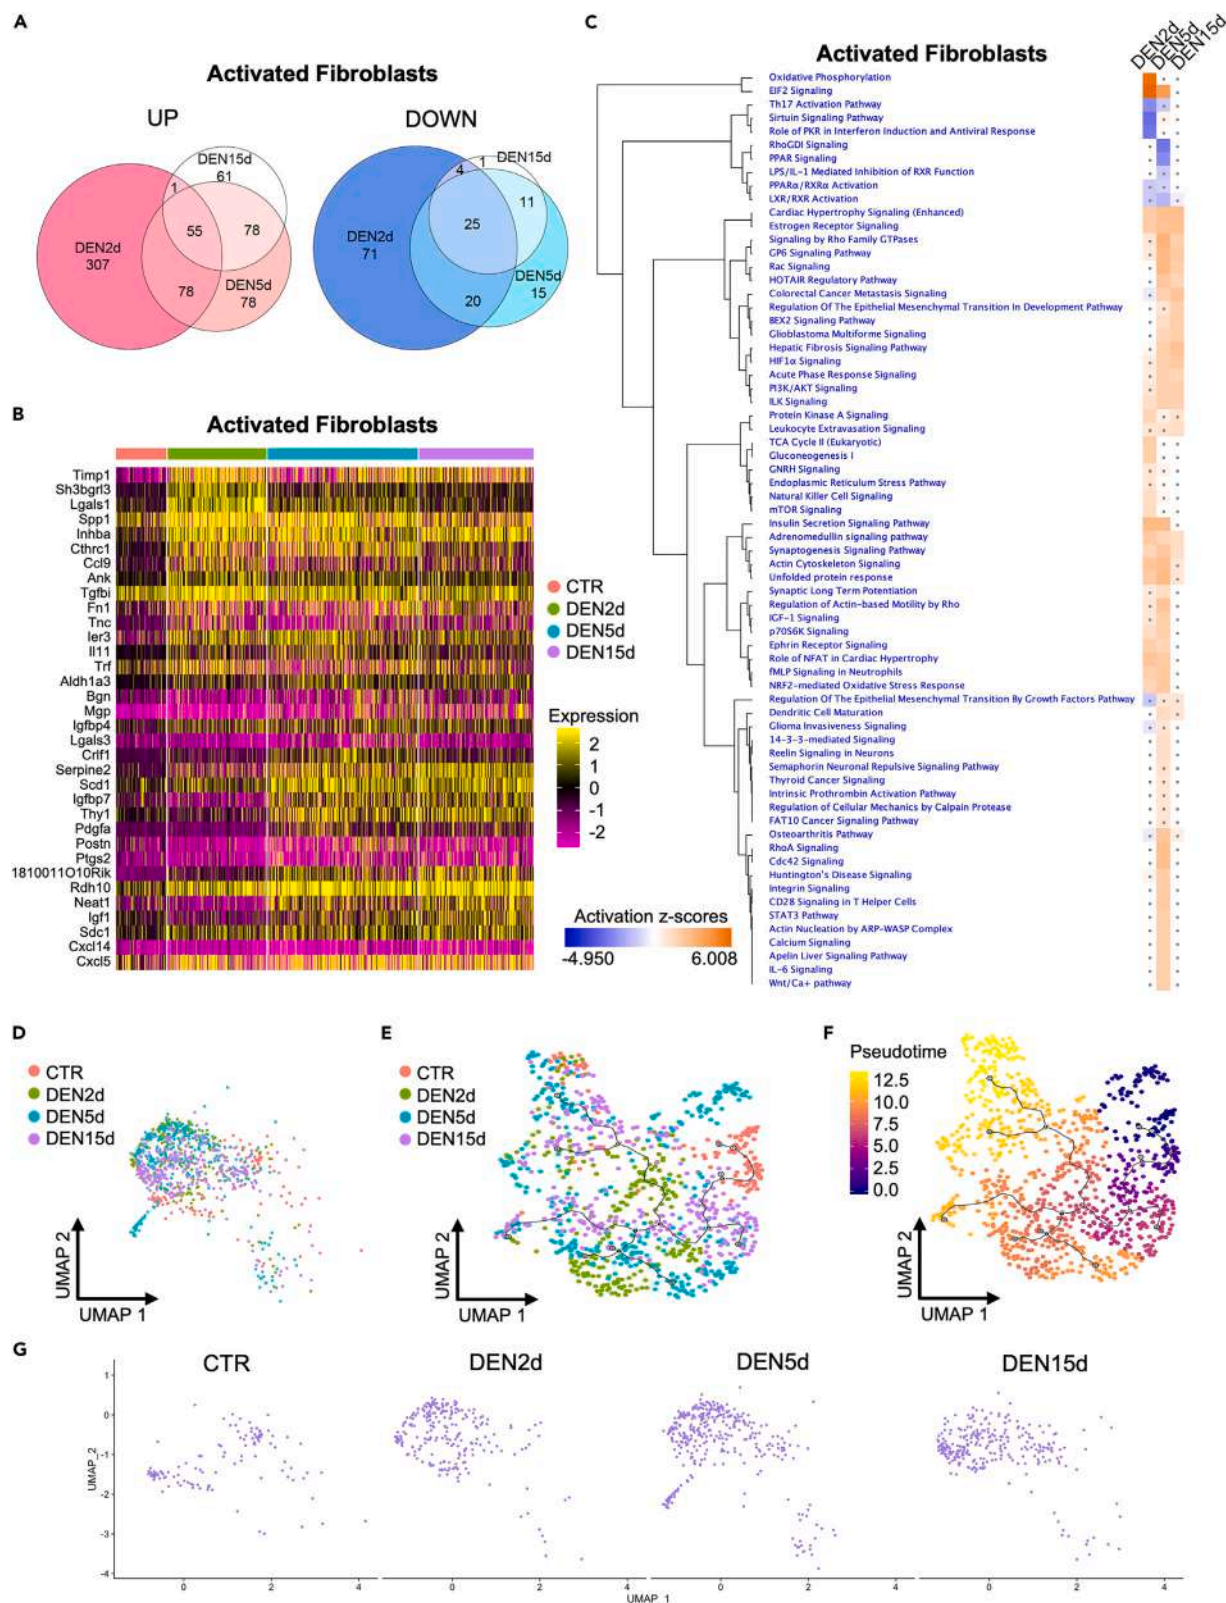 A
Activated Fibroblasts
UP
DOWN
DEN15d
61
1
55
78
DEN2d
307
78
DEN5d
78
4
1
DEN15d
11
25
DEN2d
71
20
DEN5d
15
B
Activated Fibroblasts
Timp1
Sh3bgrl3
Lgals1
Spp1
Inhba
Cthrc1
Ccl9
Ank
Tgfbi
Fn1
Tnc
Ier3
Il11
Trf
Aldh1a3
Bgn
Mgp
Igfbp4
Lgals3
Crlf1
Serpine2
Scd1
Igfbp7
Thy1
Pdgfa
Postn
Ptgs2
1810011O10Rik
Rdh10
Neat1
Igf1
Sdc1
Cxcl14
Cxcl5
CTR
DEN2d
DEN5d
DEN15d
Expression
2
1
0
-1
-2
C
Activated Fibroblasts
DEN2d
DEN5d
DEN15d
Oxidative Phosphorylation
EIF2 Signaling
Th17 Activation Pathway
Sirtuin Signaling Pathway
Role of PKR in Interferon Induction and Antiviral Response
RhoGDI Signaling
PPAR Signaling
LPS/IL-1 Mediated Inhibition of RXR Function
PPARα/RXRα Activation
LXR/RXR Activation
Cardiac Hypertrophy Signaling (Enhanced)
Estrogen Receptor Signaling
Signaling by Rho Family GTPases
GP6 Signaling Pathway
Rac Signaling
HOTAIR Regulatory Pathway
Colorectal Cancer Metastasis Signaling
Regulation Of The Epithelial Mesenchymal Transition In Development Pathway
BEX2 Signaling Pathway
Glioblastoma Multiforme Signaling
Hepatic Fibrosis Signaling Pathway
HIF1α Signaling
Acute Phase Response Signaling
PI3K/AKT Signaling
ILK Signaling
Protein Kinase A Signaling
Leukocyte Extravasation Signaling
TCA Cycle II (Eukaryotic)
Gluconeogenesis I
GNRH Signaling
Endoplasmic Reticulum Stress Pathway
Natural Killer Cell Signaling
mTOR Signaling
Insulin Secretion Signaling Pathway
Adrenomedullin signaling pathway
Synaptogenesis Signaling Pathway
Actin Cytoskeleton Signaling
Unfolded protein response
Synaptic Long Term Potentiation
Regulation of Actin-based Motility by Rho
IGF-1 Signaling
p70S6K Signaling
Ephrin Receptor Signaling
Role of NFAT in Cardiac Hypertrophy
fMLP Signaling in Neutrophils
NRF2-mediated Oxidative Stress Response
Regulation Of The Epithelial Mesenchymal Transition By Growth Factors Pathway
Dendritic Cell Maturation
Glioma Invasiveness Signaling
14-3-3-mediated Signaling
Reelin Signaling in Neurons
Semaphorin Neuronal Repulsive Signaling Pathway
Thyroid Cancer Signaling
Intrinsic Prothrombin Activation Pathway
Regulation of Cellular Mechanics by Calpain Protease
FAT10 Cancer Signaling Pathway
Osteoarthritis Pathway
RhoA Signaling
Cdc42 Signaling
Huntington's Disease Signaling
Integrin Signaling
CD28 Signaling in T Helper Cells
STAT3 Pathway
Actin Nucleation by ARP-WASP Complex
Calcium Signaling
Apelin Liver Signaling Pathway
IL-6 Signaling
Wnt/Ca+ pathway
Activation z-scores
-4.950 6.008
D
CTR
DEN2d
DEN5d
DEN15d
UMAP 2
UMAP 1
E
CTR
DEN2d
DEN5d
DEN15d
UMAP 2
UMAP 1
F
Pseudotime
12.5
10.0
7.5
5.0
2.5
0.0
UMAP 2
UMAP 1
G
CTR DEN2d DEN5d DEN15d
1
0
-1
-2
-3
-4
UMAP_2
0 2 4 0 2 4 0 2 4 0 2 4
UMAP_1